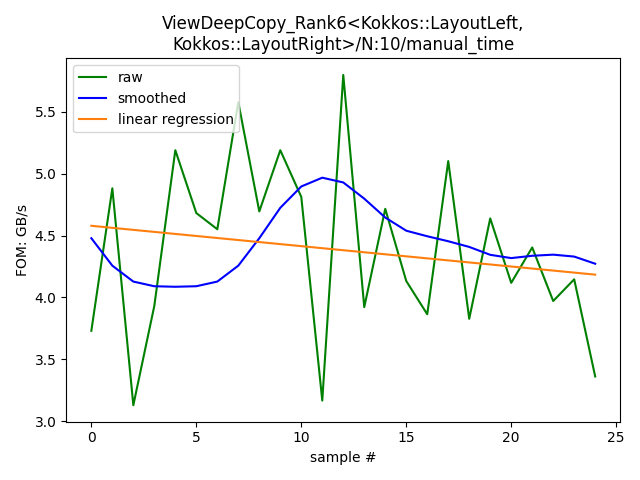 ViewDeepCopy_Rank6<Kokkos::LayoutLeft,
Kokkos::LayoutRight>/N:10/manual_time
raw
smoothed
linear regression
FOM: GB/s
5.5
5.0
4.5
4.0
3.5
3.0
0 5 10 15 20 25
sample #